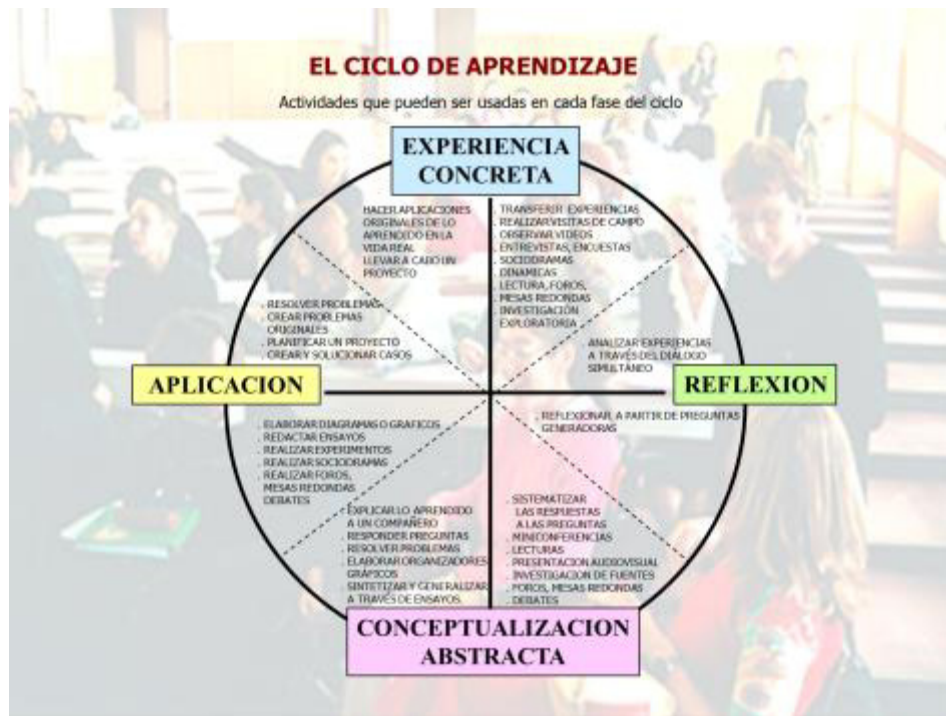 EL CICLO DE APRENDIZAJE
Actividades que pueden ser usadas en cada fase del ciclo
EXPERIENCIA
CONCRETA
HACER APLICACIONES
ORIGINALES DE LO
APRENDIDO EN LA
VIDA REAL
LLEVAR A CABO UN
PROYECTO
. TRANSFERIR EXPERIENCIAS
. REALIZAR VISITAS DE CAMPO
. OBSERVAR VIDEOS
. ENTREVISTAS, ENCUESTAS
. SOCIODRAMAS
. DINAMICAS
. LECTURA, FOROS,
. MESAS REDONDAS
. INVESTIGACIÓN
EXPLORATORIA
. RESOLVER PROBLEMAS
. CREAR PROBLEMAS
ORIGINALES
. PLANIFICAR UN PROYECTO
. CREAR Y SOLUCIONAR CASOS
. ANALIZAR EXPERIENCIAS
A TRAVÉS DEL DIÁLOGO
SIMULTÁNEO
APLICACION
REFLEXION
. ELABORAR DIAGRAMAS O GRAFICOS
. REDACTAR ENSAYOS
. REALIZAR EXPERIMENTOS
. REALIZAR SOCIODRAMAS
. REALIZAR FOROS,
MESAS REDONDAS
DEBATES
. REFLEXIONAR A PARTIR DE PREGUNTAS
GENERADORAS
. EXPLICAR LO APRENDIDO
A UN COMPAÑERO
. RESPONDER PREGUNTAS
. RESOLVER PROBLEMAS
. ELABORAR ORGANIZADORES
GRÁFICOS
. SINTETIZAR Y GENERALIZAR
A TRAVÉS DE ENSAYOS.
. SISTEMATIZAR
LAS RESPUESTAS
A LAS PREGUNTAS
. MINICONFERENCIAS
. LECTURAS
. PRESENTACION AUDIOVISUAL
. INVESTIGACION DE FUENTES
. FOROS, MESAS REDONDAS
. DEBATES
CONCEPTUALIZACION
ABSTRACTA